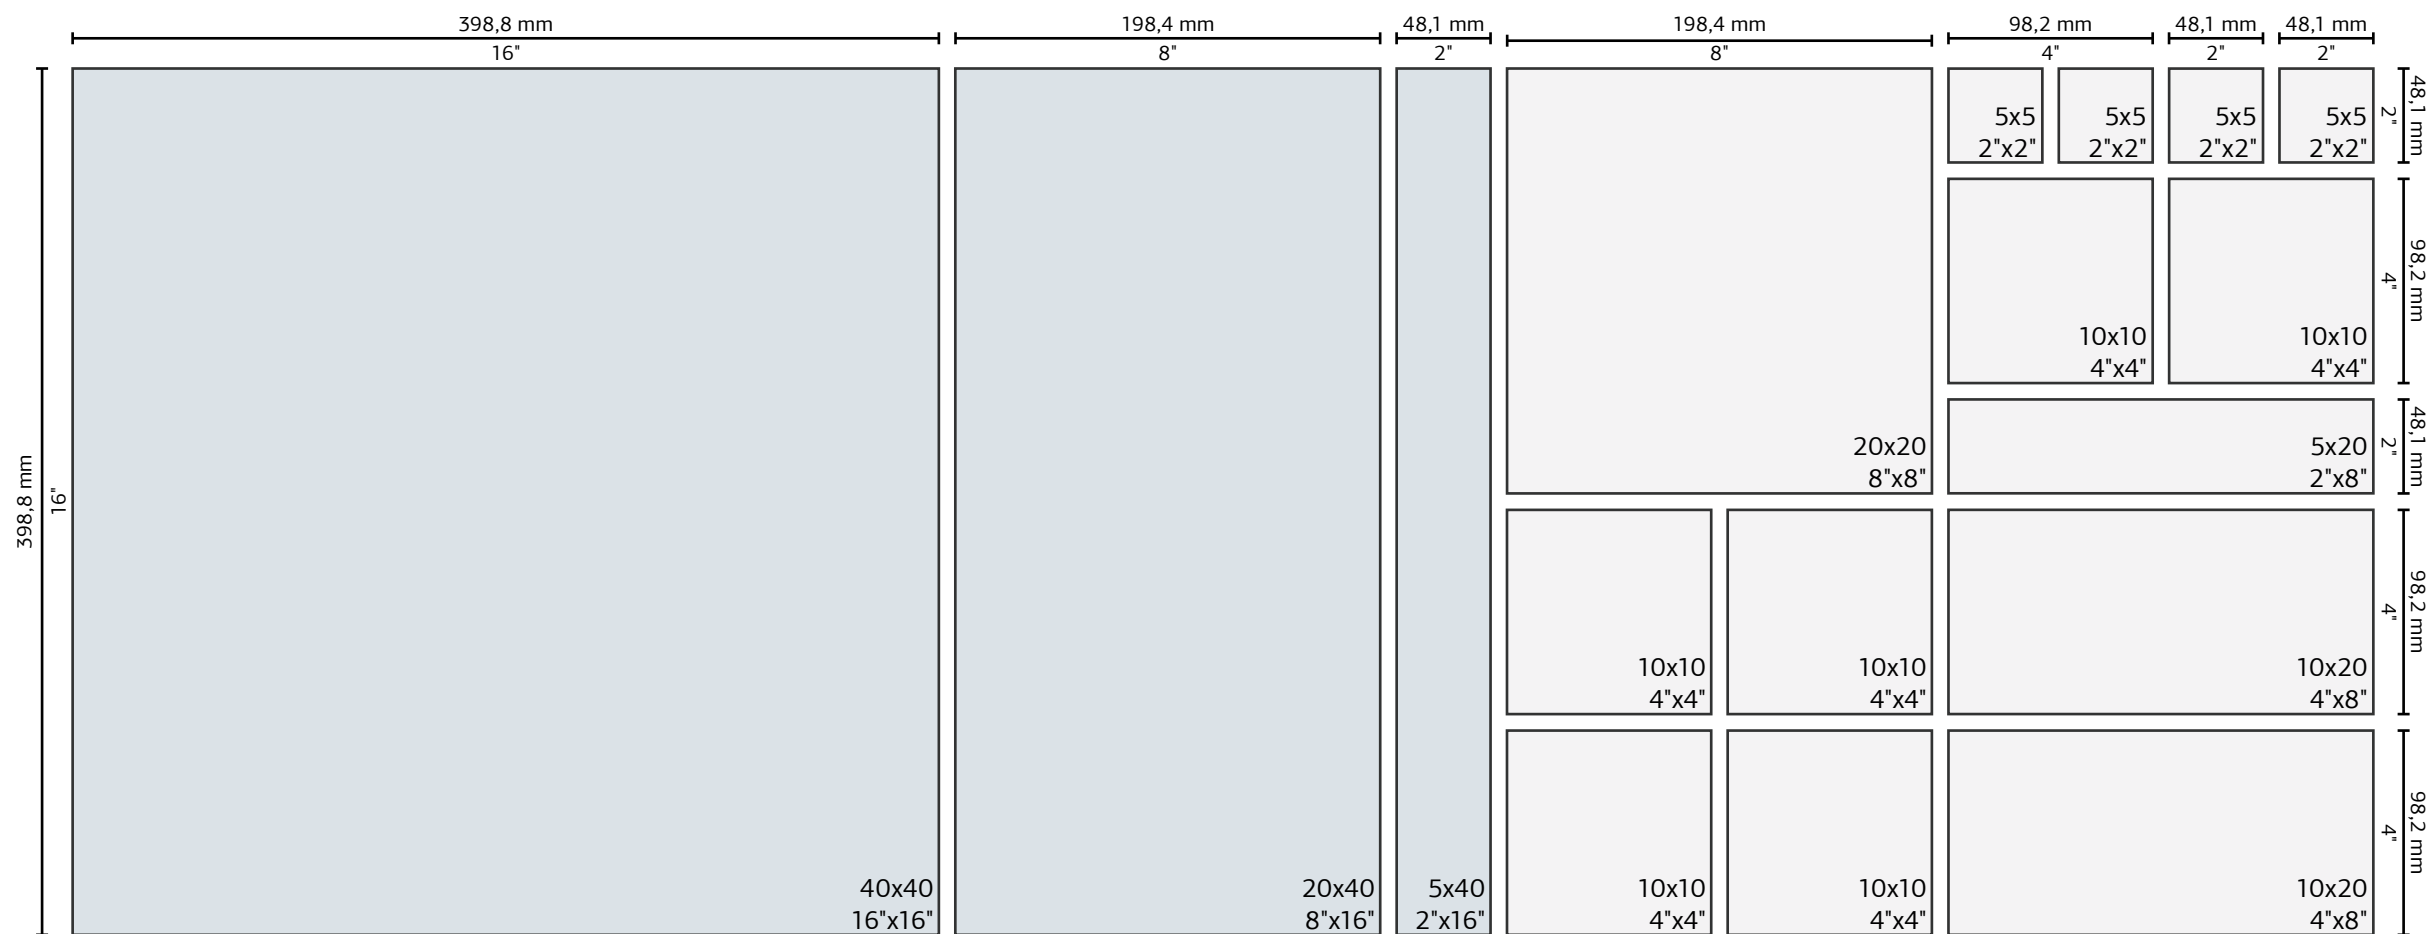 398,8 mm
198,4 mm
48,1 mm
198,4 mm
98,2 mm
48,1 mm
48,1 mm
16"
8"
2"
8"
4"
2"
2"
5x5
2"x2"
5x5
2"x2"
5x5
2"x2"
5x5
2"x2"
2"
48,1 mm
10x10
4"x4"
10x10
4"x4"
4"
98,2 mm
20x20
8"x8"
5x20
2"x8"
2"
48,1 mm
398,8 mm
16"
10x10
4"x4"
10x10
4"x4"
10x20
4"x8"
4"
98,2 mm
40x40
16"x16"
20x40
8"x16"
5x40
2"x16"
10x10
4"x4"
10x10
4"x4"
10x20
4"x8"
4"
98,2 mm